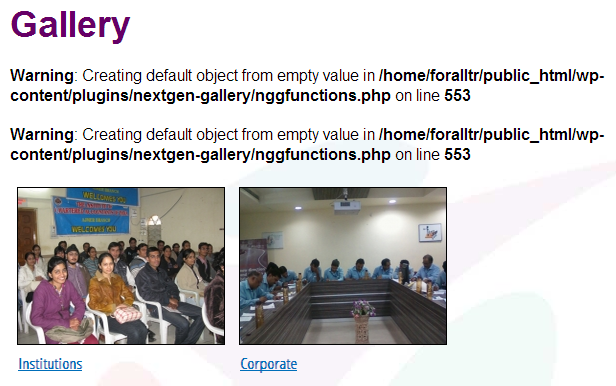 Gallery
Warning: Creating default object from empty value in /home/foralltr/public_html/wp-
content/plugins/nextgen-gallery/nggfunctions.php on line 553
Warning: Creating default object from empty value in /home/foralltr/public_html/wp-
content/plugins/nextgen-gallery/nggfunctions.php on line 553
WELCOMES YOU
WELCOMES YOU
Institutions
Corporate